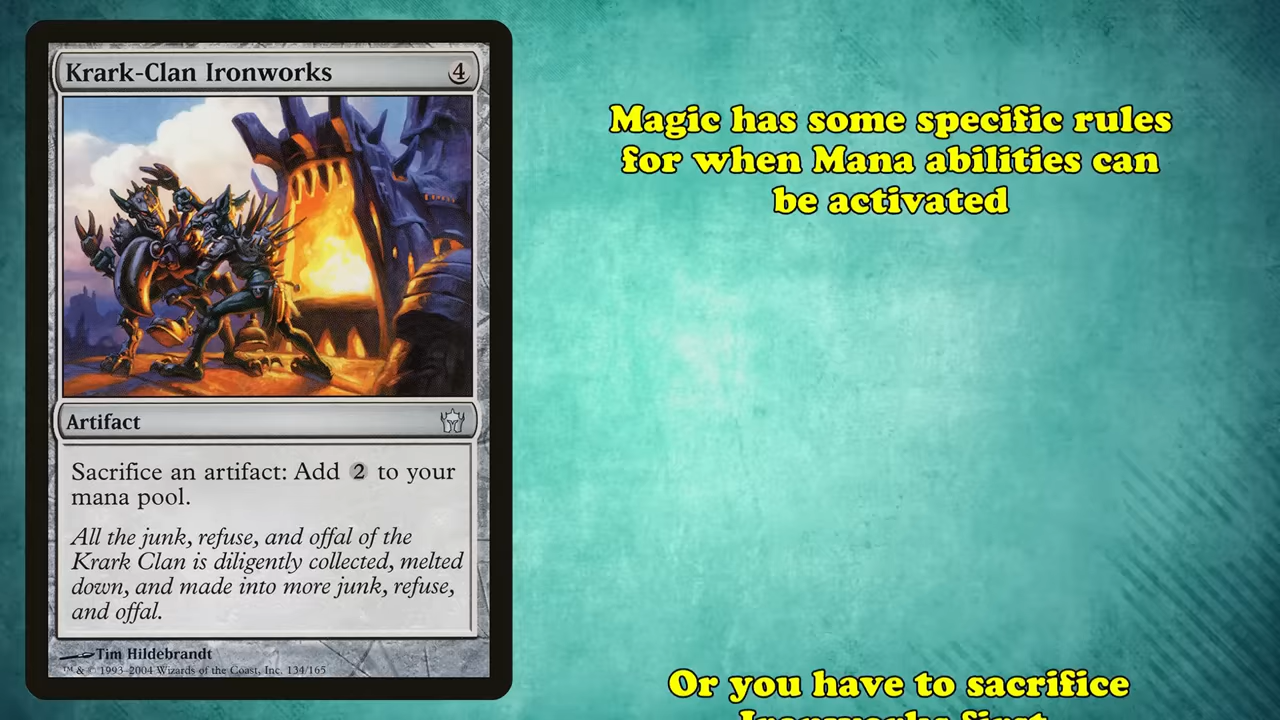 Krark-Clan Ironworks
4
Magic has some specific rules
for when Mana abilities can
be activated
Artifact
Sacrifice an artifact: Add 2 to your
mana pool.
All the junk, refuse, and offal of the
Krark Clan is diligently collected, melted
down, and made into more junk, refuse,
and offal.
Tim Hildebrandt
™ & © 1993–2004 Wizards of the Coast, Inc. 134/165
Or you have to sacrifice
Ironworks first